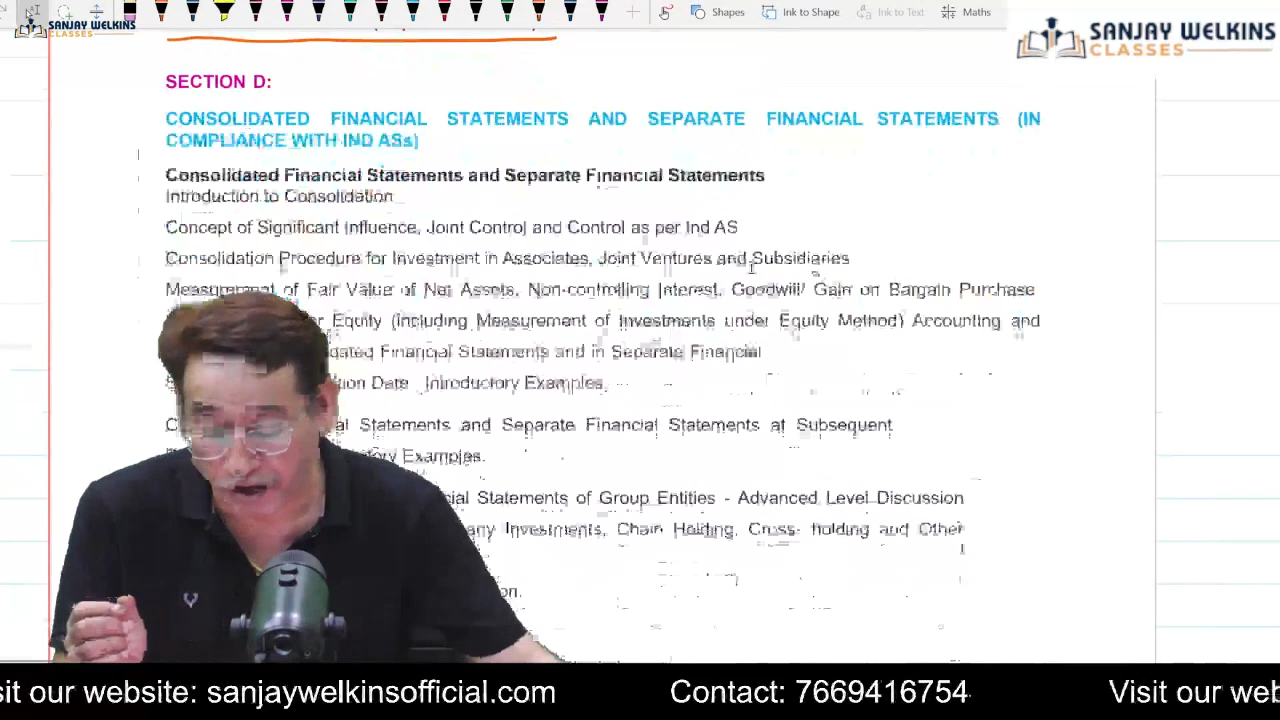 Shapes Ink to Shape Ink to Text Maths
SANJAY WELKINS
CLASSES
SANJAY WELKINS
CLASSES
SECTION D:
CONSOLIDATED FINANCIAL STATEMENTS AND SEPARATE FINANCIAL STATEMENTS (IN
COMPLIANCE WITH IND ASs)
Consolidated Financial Statements and Separate Financial Statements
Introduction to Consolidation
Concept of Significant Influence, Joint Control and Control as per Ind AS
Consolidation Procedure for Investment in Associates, Joint Ventures and Subsidiaries
Measurement of Fair Value of Net Assets, Non-controlling Interest, Goodwill/ Gain on Bargain Purchase
Equity (including Measurement of Investments under Equity Method) Accounting and
Financial Statements and in Separate Financial
Date Introductory Examples
Statements and Separate Financial Statements at Subsequent
Examples.
Statements of Group Entities - Advanced Level Discussion
Investments, Chain Holding, Cross- holding and Other
sit our website: sanjaywelkinsofficial.com Contact: 7669416754 Visit our web